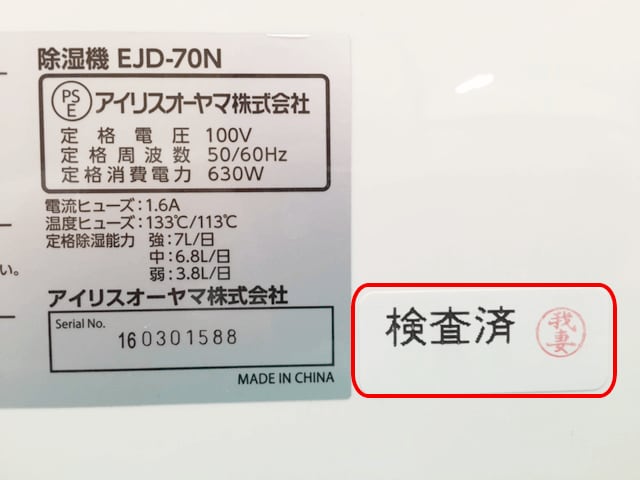 除湿機 EJD-70N
PS
E
アイリスオーヤマ株式会社
定格電圧 100V
定格周波数 50/60Hz
定格消費電力 630W
電流ヒューズ:1.6A
温度ヒューズ:133℃/113℃
定格除湿能力 強:7L/日
中:6.8L/日
弱:3.8L/日
い。
アイリスオーヤマ株式会社
Serial No.
160301588
MADE IN CHINA
検査済
我妻